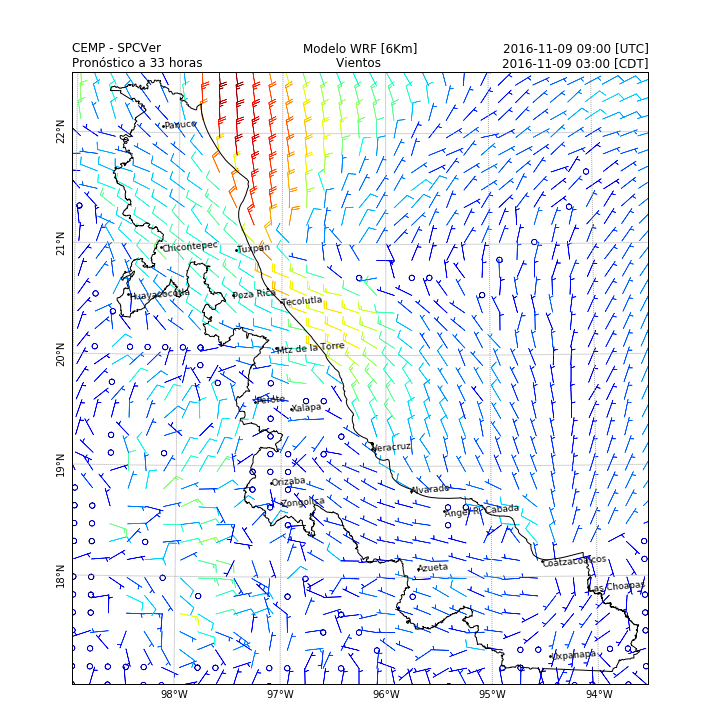 CEMP - SPCVer
Modelo WRF [6Km]
2016-11-09 09:00 [UTC]
Pronóstico a 33 horas
Vientos
2016-11-09 03:00 [CDT]
22°N
Panuco
21°N
Chicontepec
Tuxpan
Huayacocotla
Poza Rica
Tecolutla
20°N
Mtz de la Torre
Perote
Xalapa
19°N
Veracruz
Orizaba
Alvarado
Zongolica
Angel R. Cabada
18°N
Azueta
Coatzacoalcos
Las Choapas
Uxpanapa
98°W 97°W 96°W 95°W 94°W